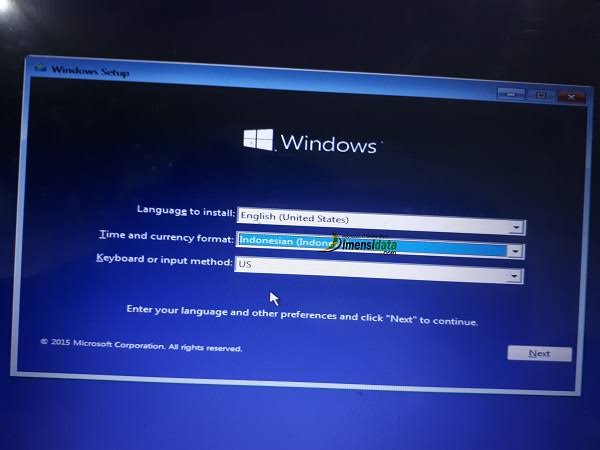 Windows Setup
Windows
Language to install: English (United States)
Time and currency format: Indonesian (Indone
Dimensidata
Keyboard or input method: US
Enter your language and other preferences and click "Next" to continue.
© 2015 Microsoft Corporation. All rights reserved.
Next